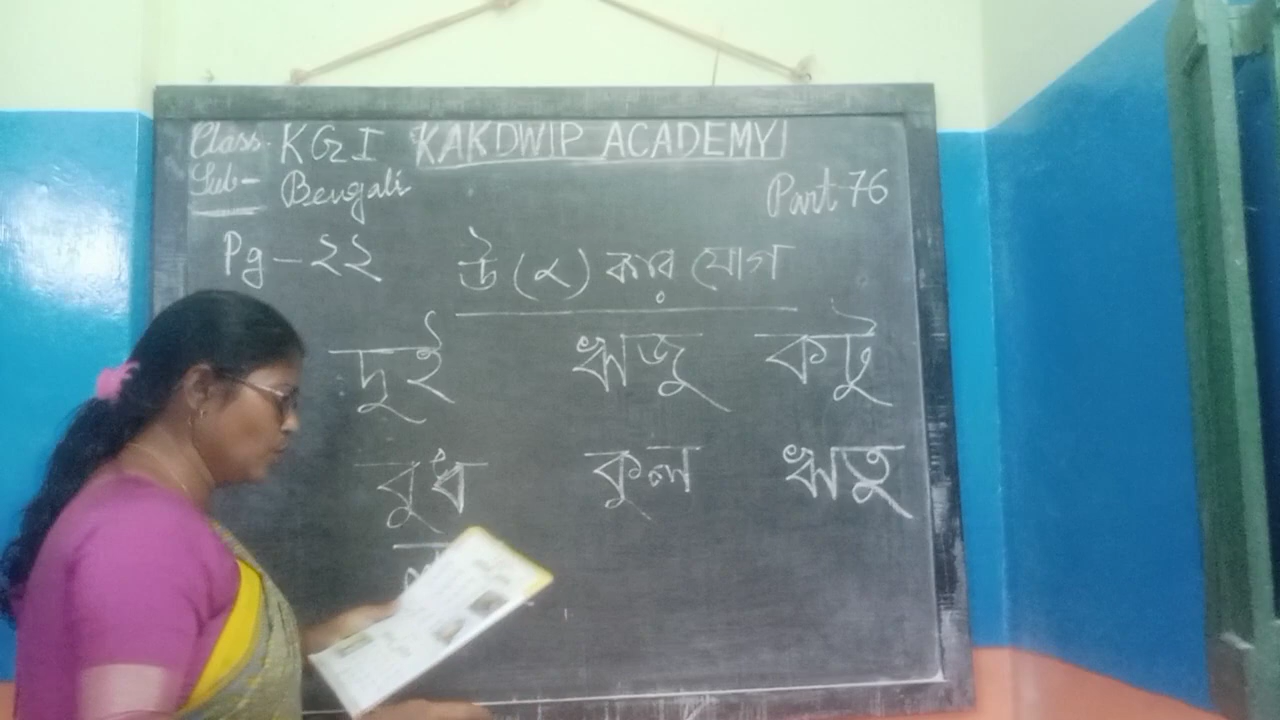 Class. KG I KAKDWIP ACADEMY
Sub- Bengali Part 76
Pg - ২২ উ (ু) কার যোগ
দুই ঋজু কটু
বুধ কুল ঋতু